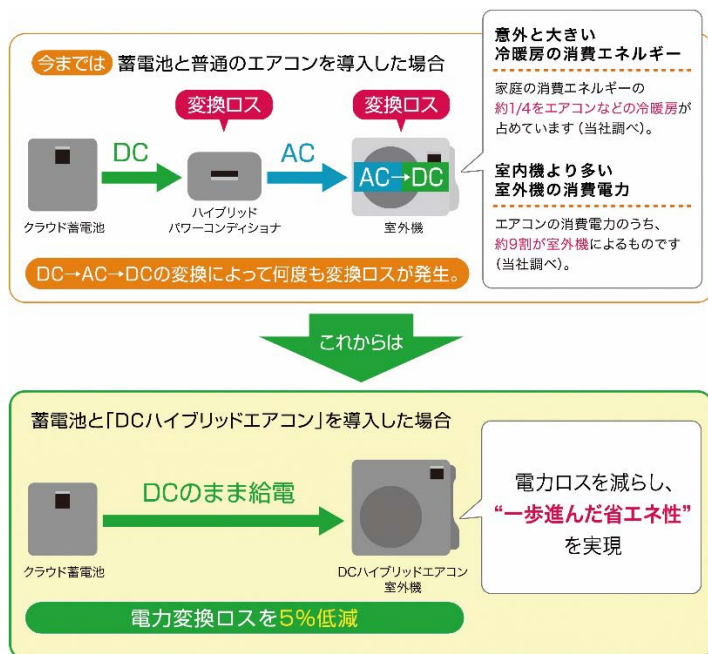 今までは 蓄電池と普通のエアコンを導入した場合
変換ロス
変換ロス
DC
AC
AC→DC
クラウド蓄電池
ハイブリッド
パワーコンディショナ
室外機
DC→AC→DCの変換によって何度も変換ロスが発生。
意外と大きい
冷暖房の消費エネルギー
家庭の消費エネルギーの
約1/4をエアコンなどの冷暖房が
占めています(当社調べ)。
室内機より多い
室外機の消費電力
エアコンの消費電力のうち、
約9割が室外機によるものです
(当社調べ)。
これからは
蓄電池と「DCハイブリッドエアコン」を導入した場合
DCのまま給電
クラウド蓄電池
DCハイブリッドエアコン
室外機
電力変換ロスを5%低減
電力ロスを減らし、
“一歩進んだ省エネ性”
を実現